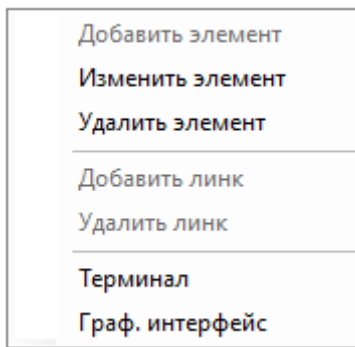 Добавить элемент
Изменить элемент
Удалить элемент
Добавить линк
Удалить линк
Терминал
Граф. интерфейс